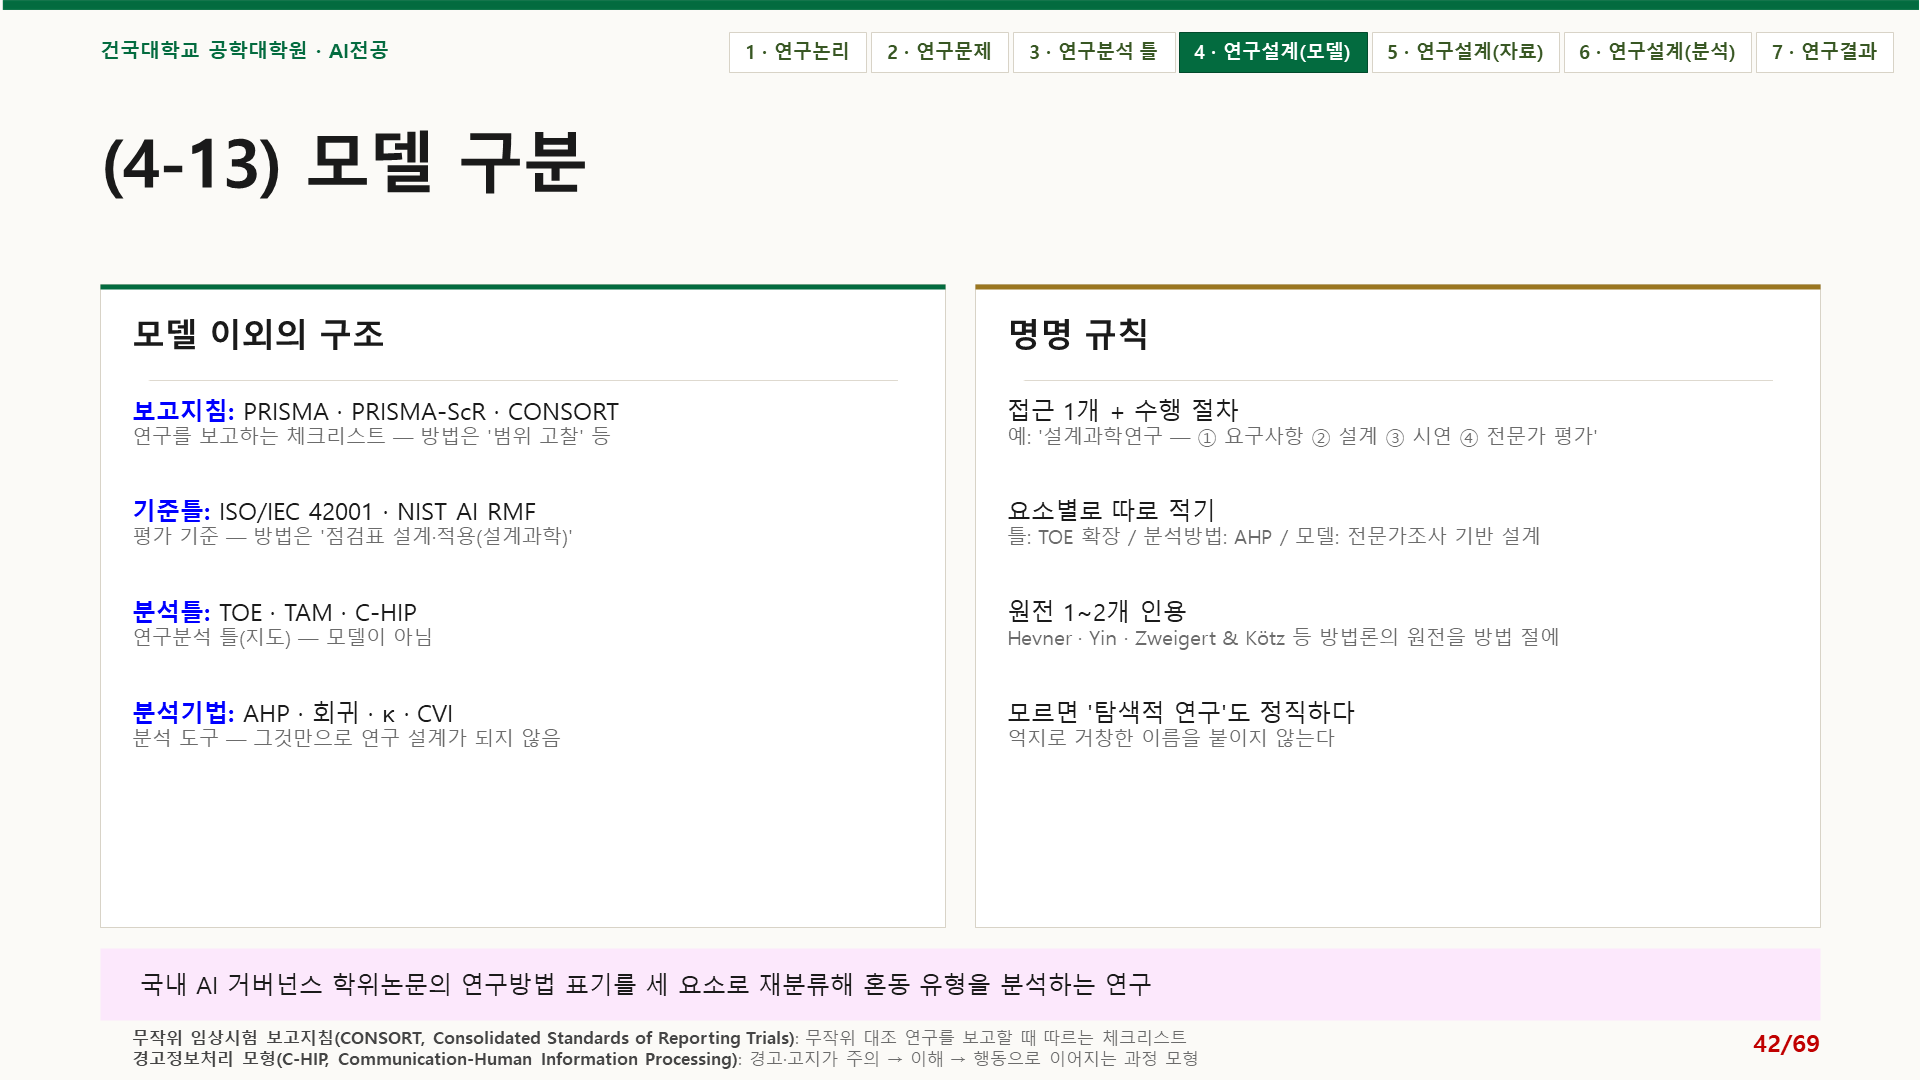 건국대학교 공학대학원 · AI전공
1 · 연구논리
2 · 연구문제
3 · 연구분석 틀
4 · 연구설계(모델)
5 · 연구설계(자료)
6 · 연구설계(분석)
7 · 연구결과
(4-13) 모델 구분
모델 이외의 구조
보고지침: PRISMA · PRISMA-ScR · CONSORT
연구를 보고하는 체크리스트 — 방법은 '범위 고찰' 등
기준틀: ISO/IEC 42001 · NIST AI RMF
평가 기준 — 방법은 '점검표 설계·적용(설계과학)'
분석틀: TOE · TAM · C-HIP
연구분석 틀(지도) — 모델이 아님
분석기법: AHP · 회귀 · κ · CVI
분석 도구 — 그것만으로 연구 설계가 되지 않음
명명 규칙
접근 1개 + 수행 절차
예: '설계과학연구 — ① 요구사항 ② 설계 ③ 시연 ④ 전문가 평가'
요소별로 따로 적기
틀: TOE 확장 / 분석방법: AHP / 모델: 전문가조사 기반 설계
원전 1~2개 인용
Hevner · Yin · Zweigert & Kötz 등 방법론의 원전을 방법 절에
모르면 '탐색적 연구'도 정직하다
억지로 거창한 이름을 붙이지 않는다
국내 AI 거버넌스 학위논문의 연구방법 표기를 세 요소로 재분류해 혼동 유형을 분석하는 연구
무작위 임상시험 보고지침(CONSORT, Consolidated Standards of Reporting Trials): 무작위 대조 연구를 보고할 때 따르는 체크리스트
경고정보처리 모형(C-HIP, Communication-Human Information Processing): 경고·고지가 주의 → 이해 → 행동으로 이어지는 과정 모형
42/69